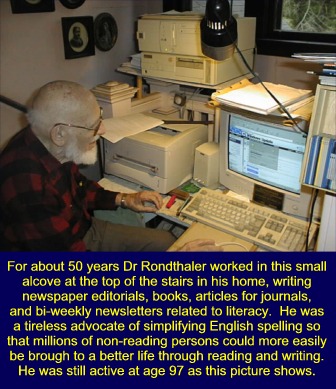 For about 50 years Dr Rondthaler worked in this small
alcove at the top of the stairs in his home, writing
newspaper editorials, books, articles for journals,
and bi-weekly newsletters related to literacy. He was
a tireless advocate of simplifying English spelling so
that millions of non-reading persons could more easily
be brough to a better life through reading and writing.
He was still active at age 97 as this picture shows.